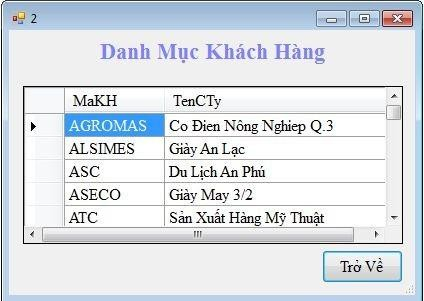 2
Danh Mục Khách Hàng
MaKH TenCTy
AGROMAS Co Đien Nông Nghiep Q.3
ALSIMES Giày An Lạc
ASC Du Lịch An Phú
ASECO Giày May 3/2
ATC Sản Xuất Hàng Mỹ Thuật
Trở Về